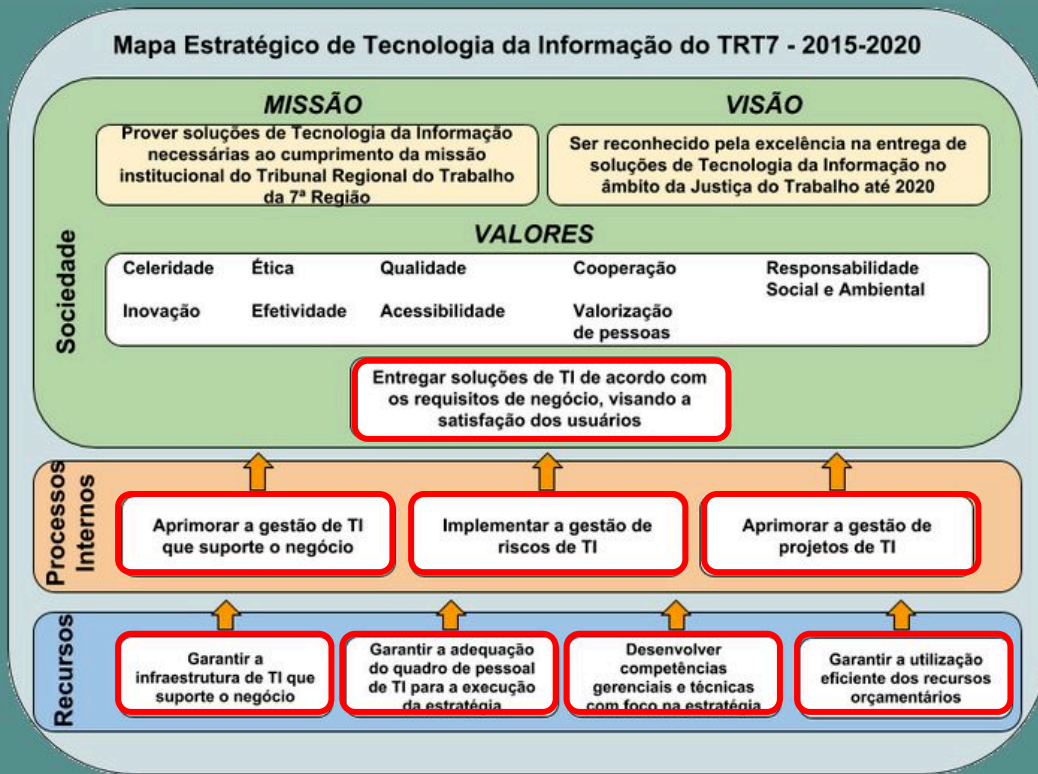 Mapa Estratégico de Tecnologia da Informação do TRT7 - 2015-2020
MISSÃO
Prover soluções de Tecnologia da Informação
necessárias ao cumprimento da missão
institucional do Tribunal Regional do Trabalho
da 7ª Região
VISÃO
Ser reconhecido pela excelência na entrega de
soluções de Tecnologia da Informação no
âmbito da Justiça do Trabalho até 2020
Sociedade
VALORES
Celeridade
Ética
Qualidade
Cooperação
Responsabilidade
Social e Ambiental
Inovação
Efetividade
Acessibilidade
Valorização
de pessoas
Entregar soluções de TI de acordo com
os requisitos de negócio, visando a
satisfação dos usuários
Processos
Internos
Aprimorar a gestão de TI
que suporte o negócio
Implementar a gestão de
riscos de TI
Aprimorar a gestão de
projetos de TI
Recursos
Garantir a
infraestrutura de TI que
suporte o negócio
Garantir a adequação
do quadro de pessoal
de TI para a execução
da estratégia
Desenvolver
competências
gerenciais e técnicas
com foco na estratégia
Garantir a utilização
eficiente dos recursos
orçamentários